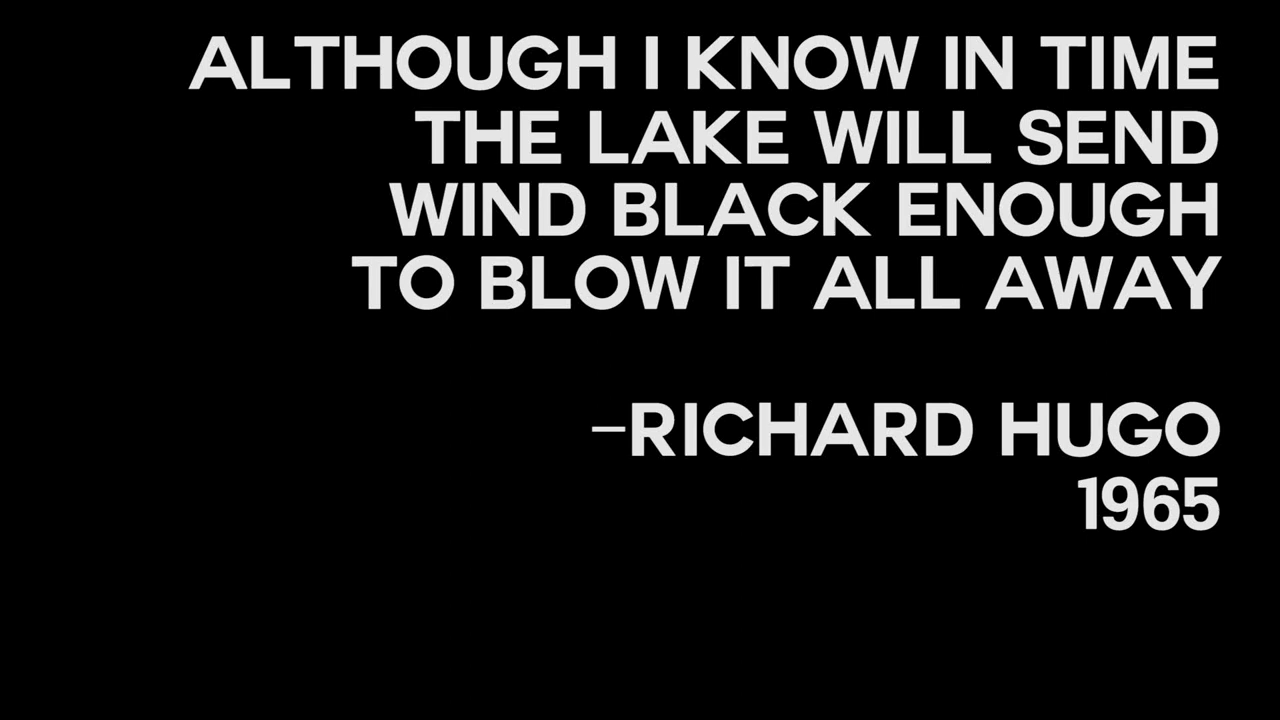 ALTHOUGH I KNOW IN TIME
THE LAKE WILL SEND
WIND BLACK ENOUGH
TO BLOW IT ALL AWAY
–RICHARD HUGO
1965